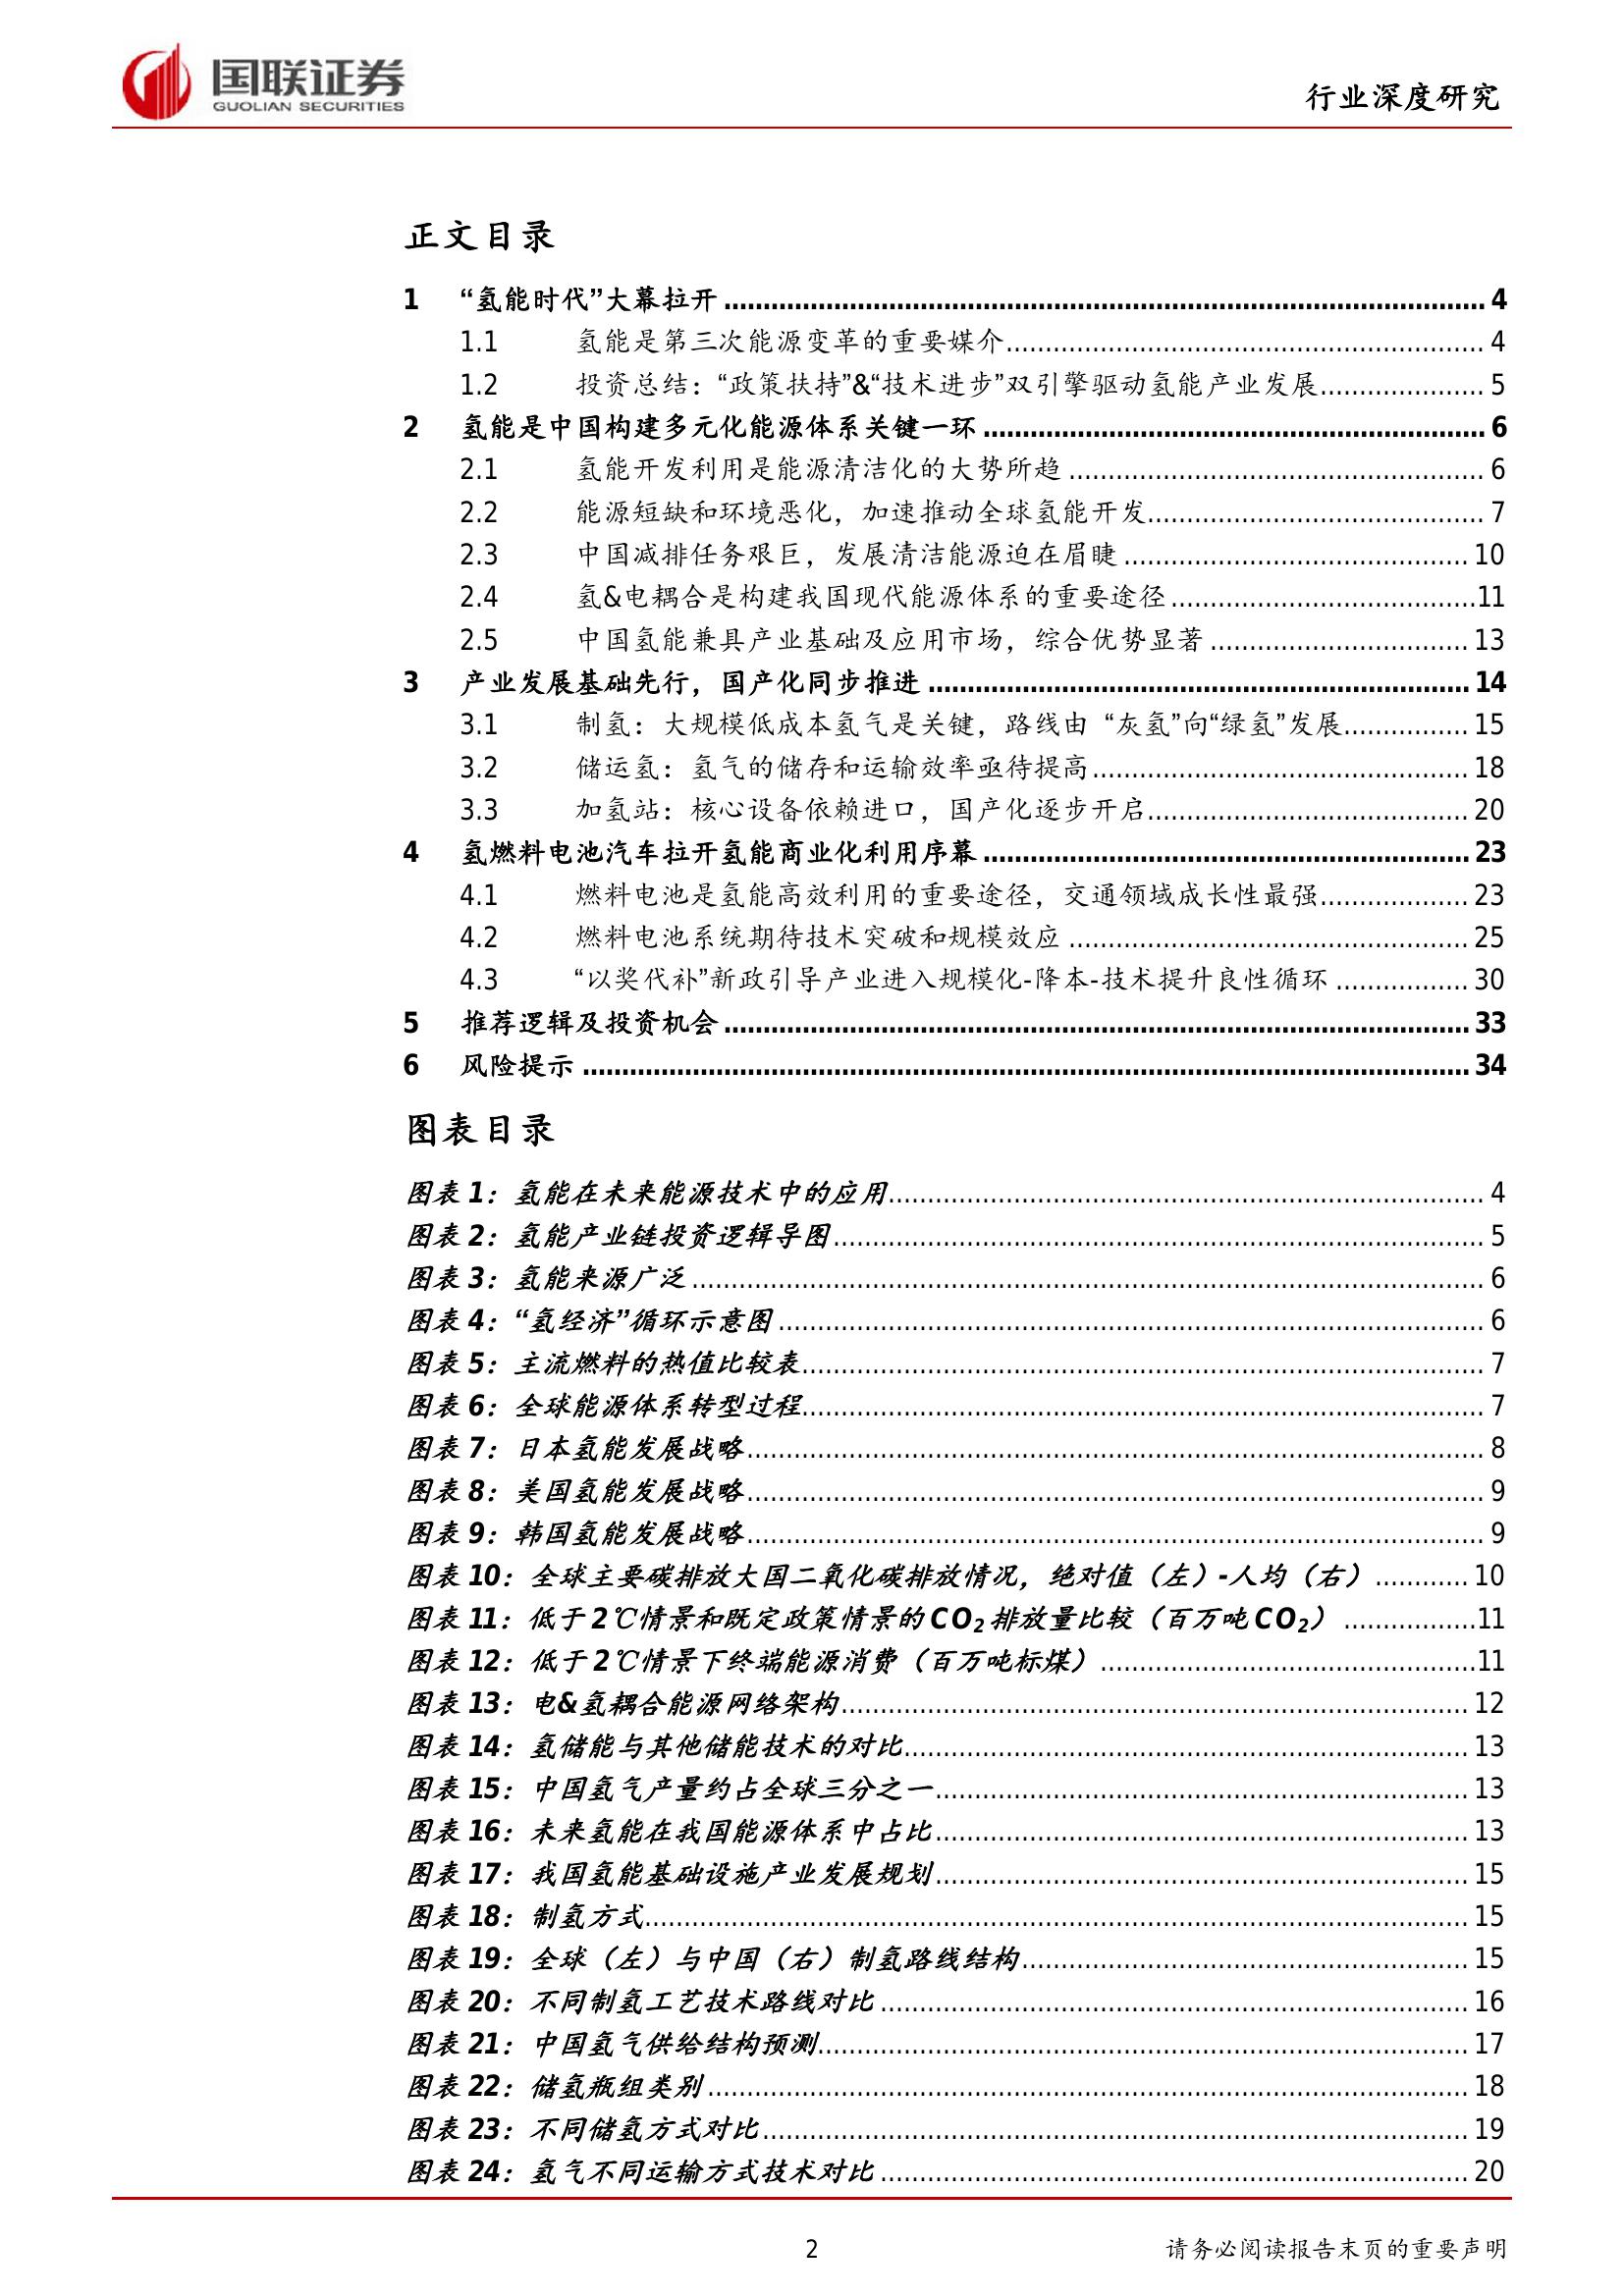 国联证券
GUOLIAN SECURITIES
行业深度研究
正文目录
1 “氢能时代”大幕拉开 4
1.1 氢能是第三次能源变革的重要媒介 4
1.2 投资总结：“政策扶持”&“技术进步”双引擎驱动氢能产业发展 5
2 氢能是中国构建多元化能源体系关键一环 6
2.1 氢能开发利用是能源清洁化的大势所趋 6
2.2 能源短缺和环境恶化，加速推动全球氢能开发 7
2.3 中国减排任务艰巨，发展清洁能源迫在眉睫 10
2.4 氢&电耦合是构建我国现代能源体系的重要途径 11
2.5 中国氢能兼具产业基础及应用市场，综合优势显著 13
3 产业发展基础先行，国产化同步推进 14
3.1 制氢：大规模低成本氢气是关键，路线由 “灰氢”向“绿氢”发展 15
3.2 储运氢：氢气的储存和运输效率亟待提高 18
3.3 加氢站：核心设备依赖进口，国产化逐步开启 20
4 氢燃料电池汽车拉开氢能商业化利用序幕 23
4.1 燃料电池是氢能高效利用的重要途径，交通领域成长性最强 23
4.2 燃料电池系统期待技术突破和规模效应 25
4.3 “以奖代补”新政引导产业进入规模化-降本-技术提升良性循环 30
5 推荐逻辑及投资机会 33
6 风险提示 34
图表目录
图表 1：氢能在未来能源技术中的应用 4
图表 2：氢能产业链投资逻辑导图 5
图表 3：氢能来源广泛 6
图表 4：“氢经济”循环示意图 6
图表 5：主流燃料的热值比较表 7
图表 6：全球能源体系转型过程 7
图表 7：日本氢能发展战略 8
图表 8：美国氢能发展战略 9
图表 9：韩国氢能发展战略 9
图表 10：全球主要碳排放大国二氧化碳排放情况，绝对值（左）-人均（右） 10
图表 11：低于 2℃情景和既定政策情景的 CO₂ 排放量比较（百万吨 CO₂） 11
图表 12：低于 2℃情景下终端能源消费（百万吨标煤） 11
图表 13：电&氢耦合能源网络架构 12
图表 14：氢储能与其他储能技术的对比 13
图表 15：中国氢气产量约占全球三分之一 13
图表 16：未来氢能在我国能源体系中占比 13
图表 17：我国氢能基础设施产业发展规划 15
图表 18：制氢方式 15
图表 19：全球（左）与中国（右）制氢路线结构 15
图表 20：不同制氢工艺技术路线对比 16
图表 21：中国氢气供给结构预测 17
图表 22：储氢瓶组类别 18
图表 23：不同储氢方式对比 19
图表 24：氢气不同运输方式技术对比 20
2
请务必阅读报告末页的重要声明